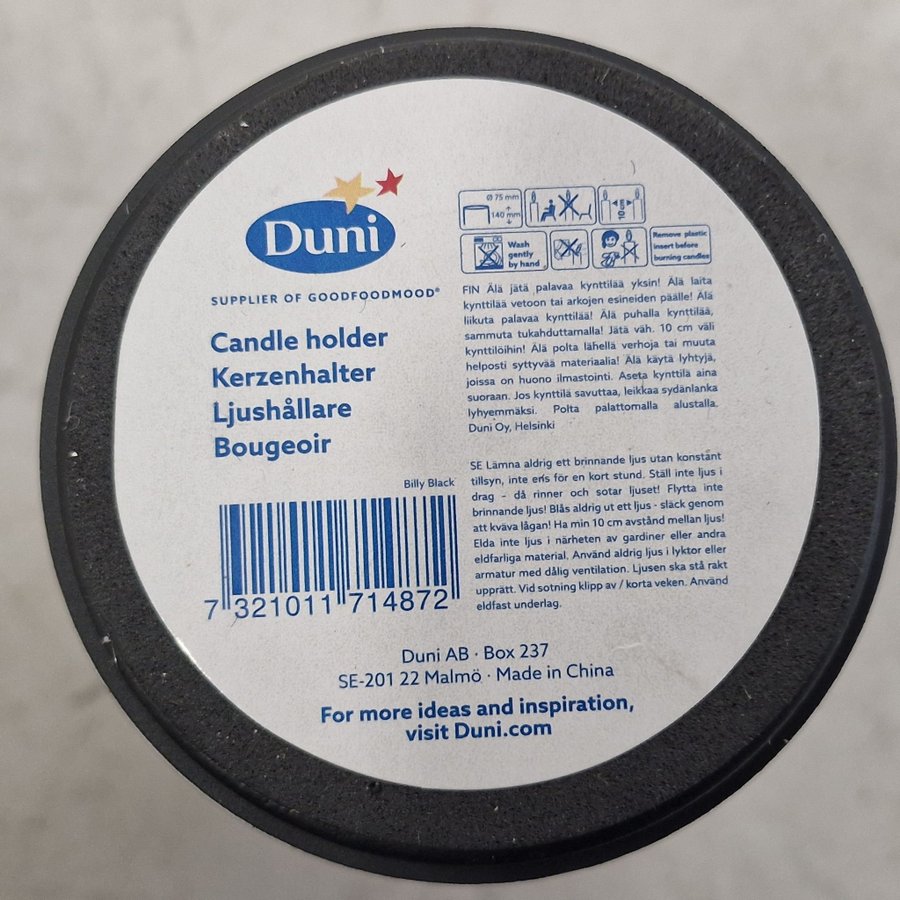 Duni
SUPPLIER OF GOODFOODMOOD®
Candle holder
Kerzenhalter
Ljushållare
Bougeoir
Billy Black
7 321011 714872
Ø 75 mm
140 mm
10 cm
Wash
gently
by hand
Remove plastic
insert before
burning candles
FIN Älä jätä palavaa kynttilää yksin! Älä laita
kynttilää vetoon tai arkojen esineiden päälle! Älä
liikuta palavaa kynttilää! Älä puhalla kynttilää,
sammuta tukahduttamalla! Jätä väh. 10 cm väli
kynttilöihin! Älä polta lähellä verhoja tai muuta
helposti syttyvää materiaalia! Älä käytä lyhtyjä,
joissa on huono ilmastointi. Aseta kynttilä aina
suoraan. Jos kynttilä savuttaa, leikkaa sydänlanka
lyhyemmäksi. Polta palattomalla alustalla.
Duni Oy, Helsinki
SE Lämna aldrig ett brinnande ljus utan konstant
tillsyn, inte ens för en kort stund. Ställ inte ljus i
drag - då rinner och sotar ljuset! Flytta inte
brinnande ljus! Blås aldrig ut ett ljus - släck genom
att kväva lågan! Ha min 10 cm avstånd mellan ljus!
Elda inte ljus i närheten av gardiner eller andra
eldfarliga material. Använd aldrig ljus i lyktor eller
armatur med dålig ventilation. Ljusen ska stå rakt
upprätt. Vid sotning klipp av / korta veken. Använd
eldfast underlag.
Duni AB · Box 237
SE-201 22 Malmö · Made in China
For more ideas and inspiration,
visit Duni.com